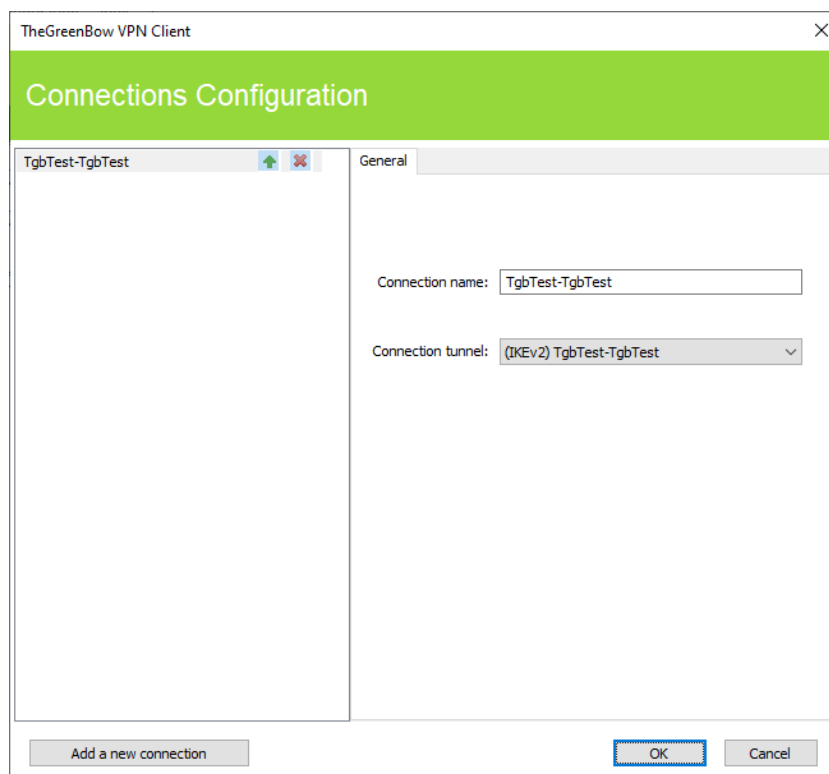 TheGreenBow VPN Client
Connections Configuration
TgbTest-TgbTest
General
Connection name: TgbTest-TgbTest
Connection tunnel: (IKEv2) TgbTest-TgbTest
Add a new connection
OK
Cancel